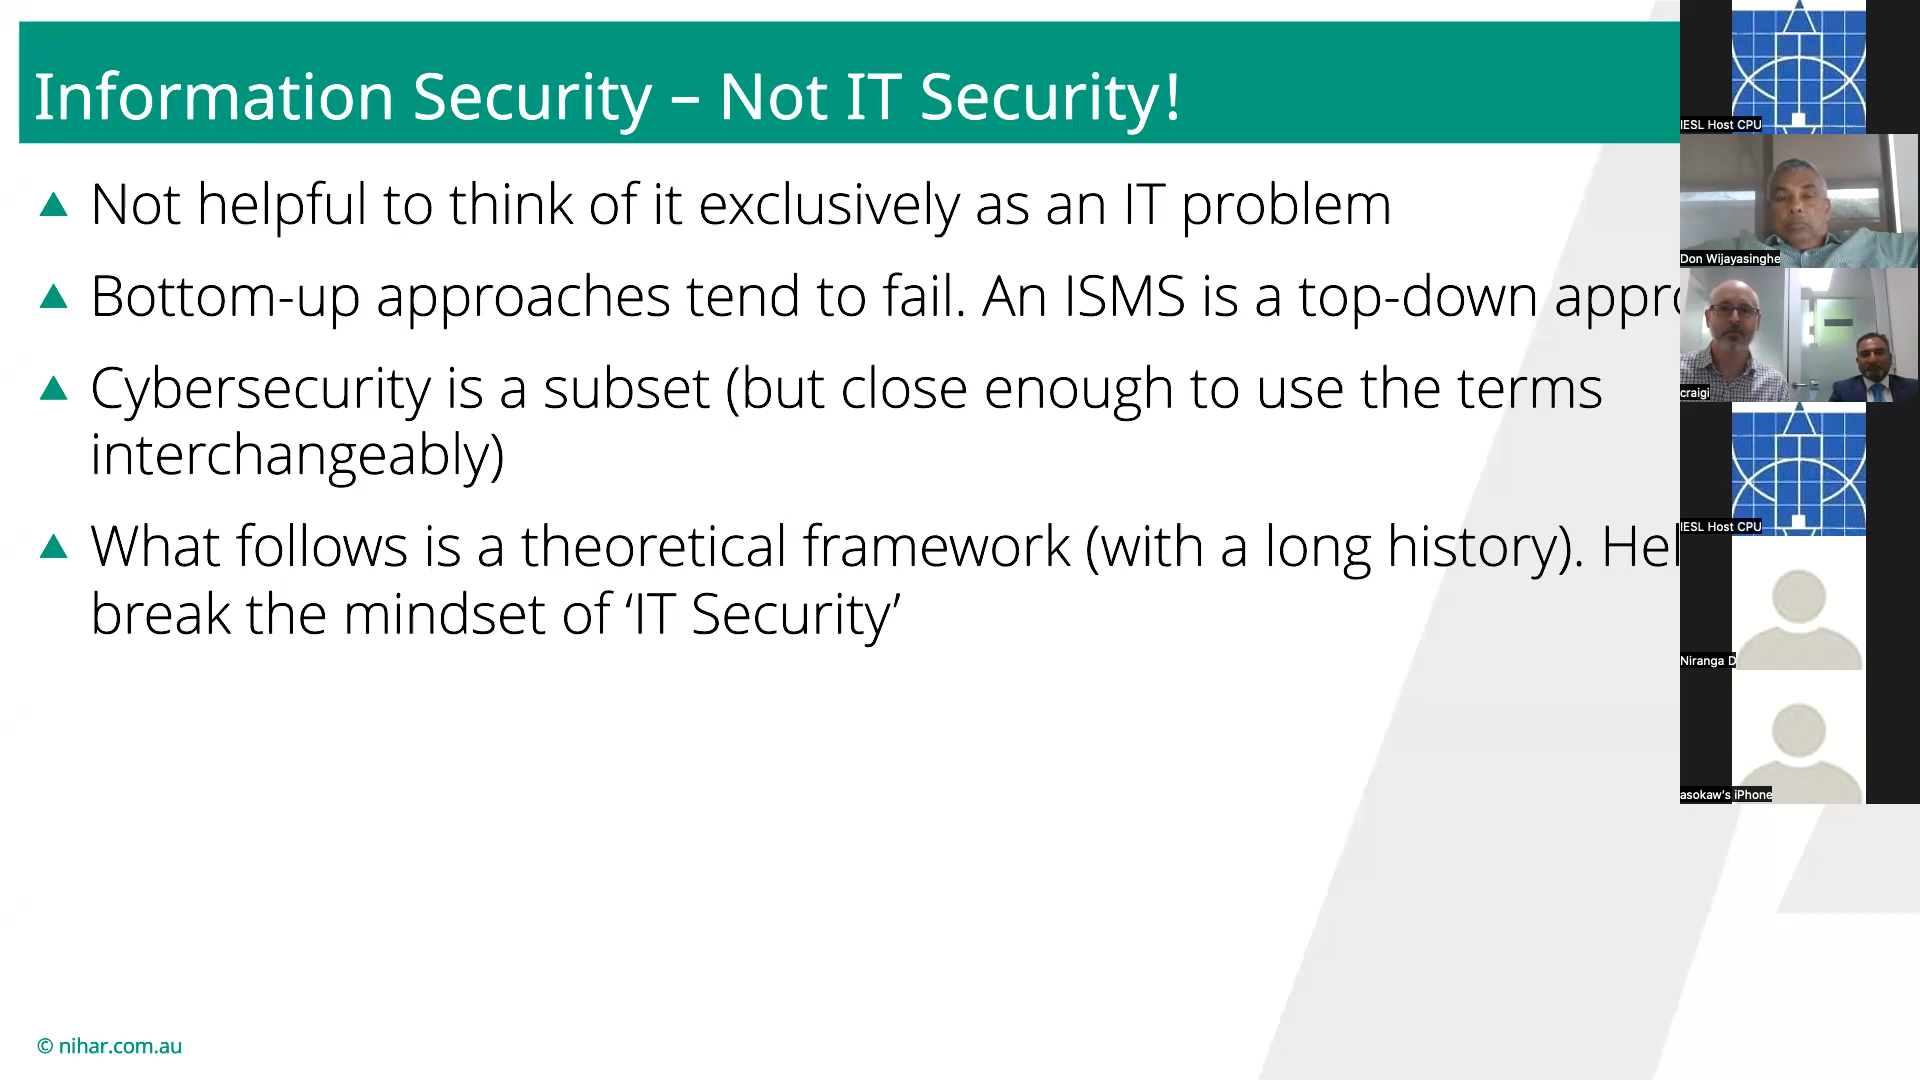 Information Security – Not IT Security!
Not helpful to think of it exclusively as an IT problem
Bottom-up approaches tend to fail. An ISMS is a top-down
Cybersecurity is a subset (but close enough to use the terms
interchangeably)
What follows is a theoretical framework (with a long history).
break the mindset of ‘IT Security’
© nihar.com.au
IESL Host CPU
Don Wijayasinghe
craigi
IESL Host CPU
Niranga D
asokaw’s iPhone